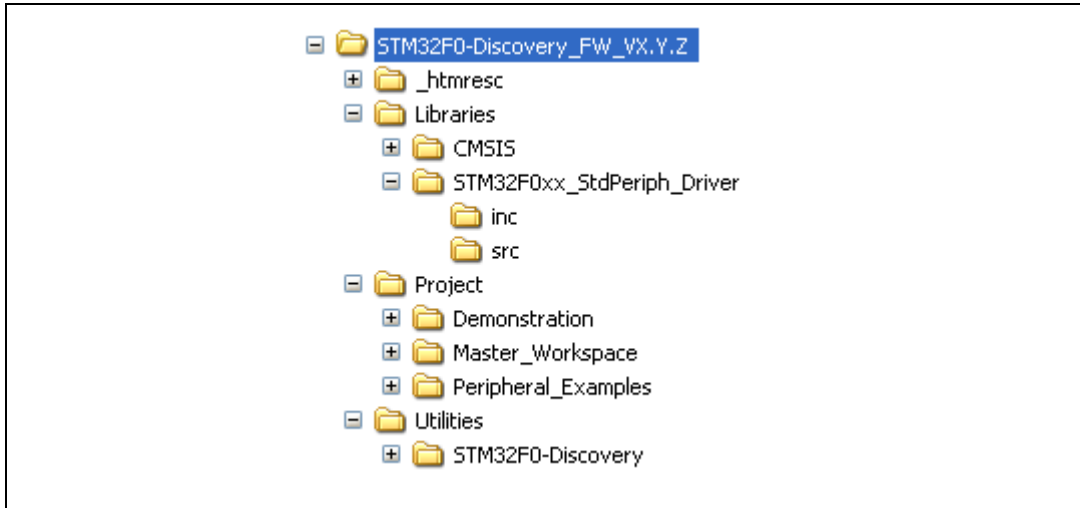 STM32F0-Discovery_FW_VX.Y.Z
_htmresc
Libraries
CMSIS
STM32F0xx_StdPeriph_Driver
inc
src
Project
Demonstration
Master_Workspace
Peripheral_Examples
Utilities
STM32F0-Discovery